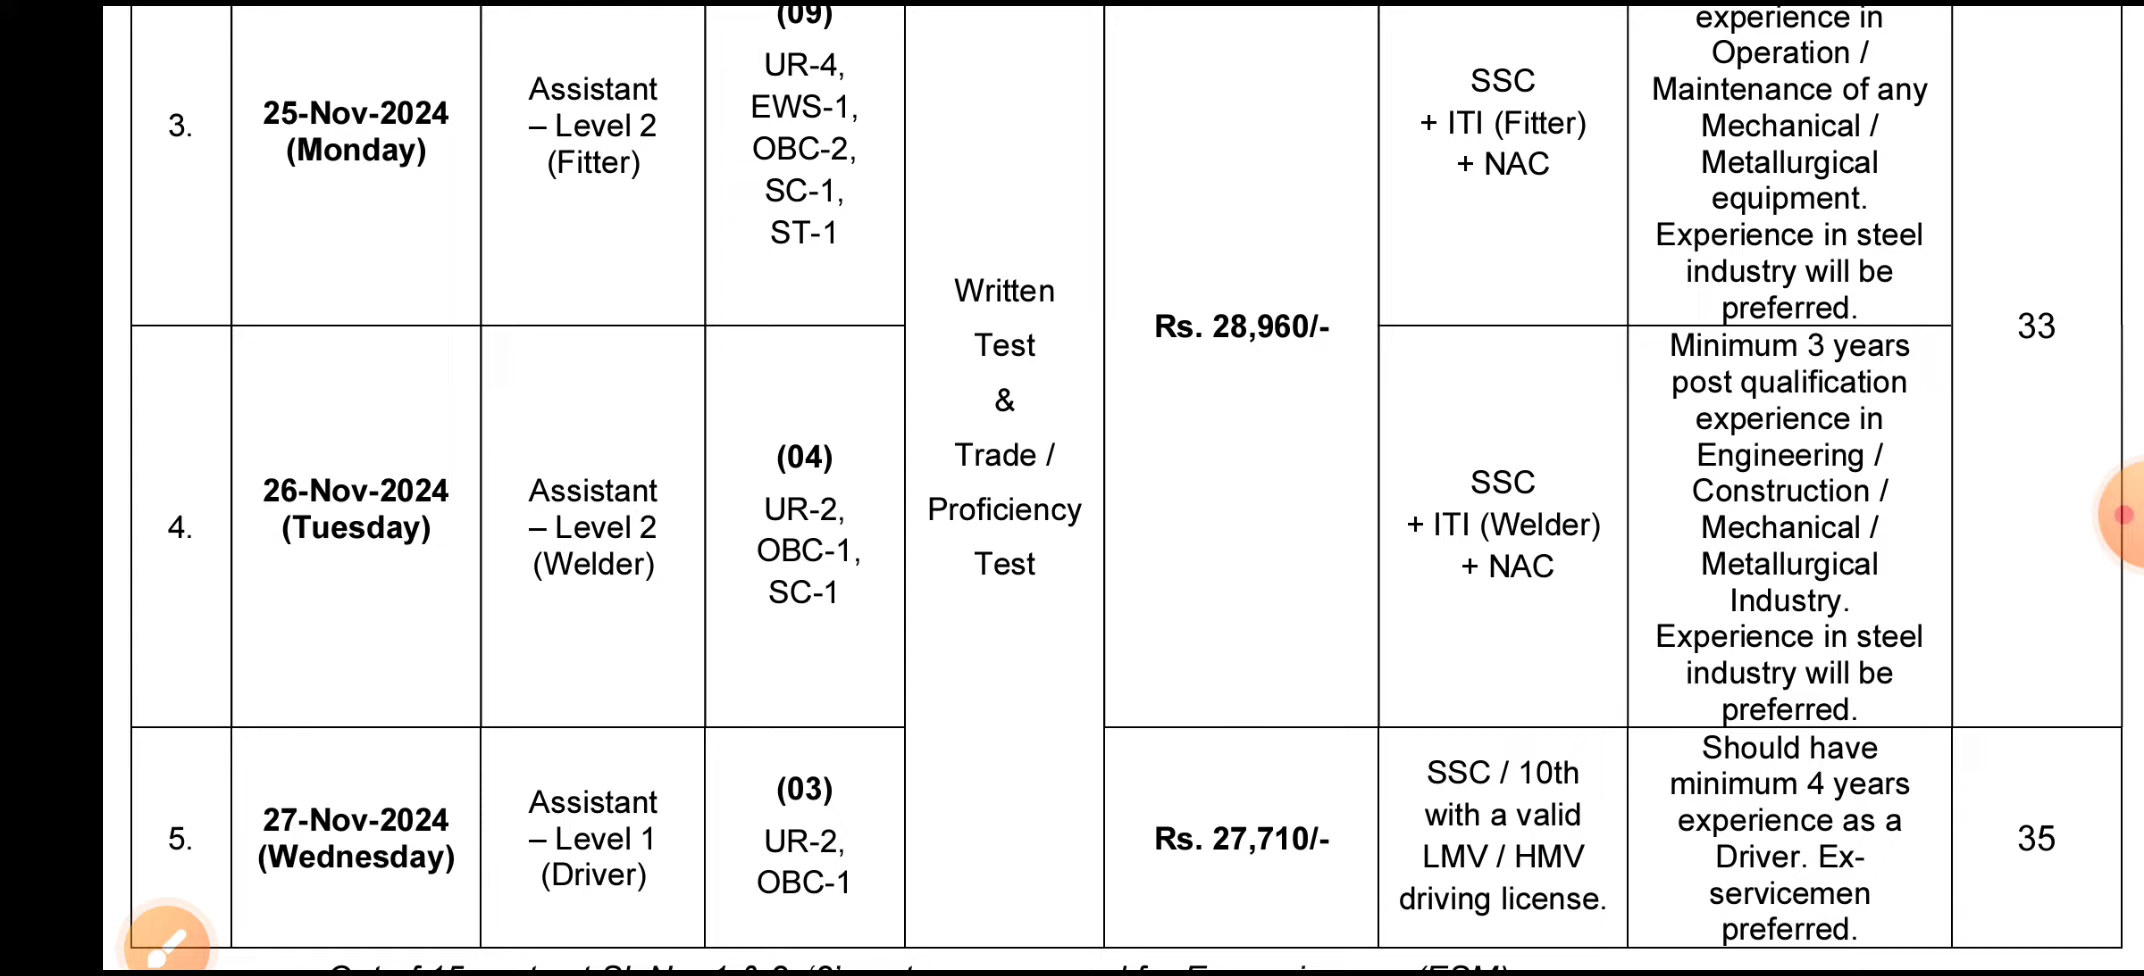 3.
25-Nov-2024
(Monday)
Assistant
– Level 2
(Fitter)
(09)
UR-4,
EWS-1,
OBC-2,
SC-1,
ST-1
Written
Test
&
Trade /
Proficiency
Test
Rs. 28,960/-
SSC
+ ITI (Fitter)
+ NAC
experience in
Operation /
Maintenance of any
Mechanical /
Metallurgical
equipment.
Experience in steel
industry will be
preferred.
33
4.
26-Nov-2024
(Tuesday)
Assistant
– Level 2
(Welder)
(04)
UR-2,
OBC-1,
SC-1
SSC
+ ITI (Welder)
+ NAC
Minimum 3 years
post qualification
experience in
Engineering /
Construction /
Mechanical /
Metallurgical
Industry.
Experience in steel
industry will be
preferred.
5.
27-Nov-2024
(Wednesday)
Assistant
– Level 1
(Driver)
(03)
UR-2,
OBC-1
Rs. 27,710/-
SSC / 10th
with a valid
LMV / HMV
driving license.
Should have
minimum 4 years
experience as a
Driver. Ex-
servicemen
preferred.
35